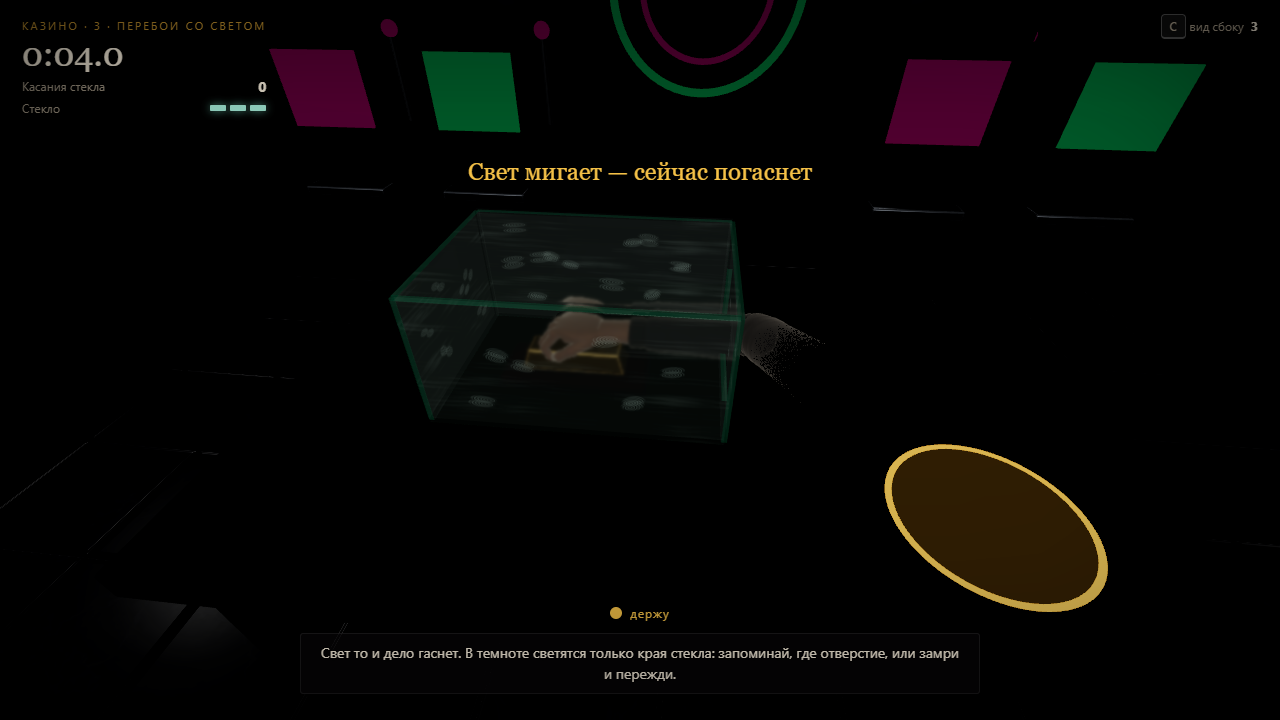 КАЗИНО · 3 · ПЕРЕБОИ СО СВЕТОМ
0:04.0
Касания стекла 0
Стекло
C вид сбоку 3
Свет мигает — сейчас погаснет
держу
Свет то и дело гаснет. В темноте светятся только края стекла: запоминай, где отверстие, или замри
и пережди.